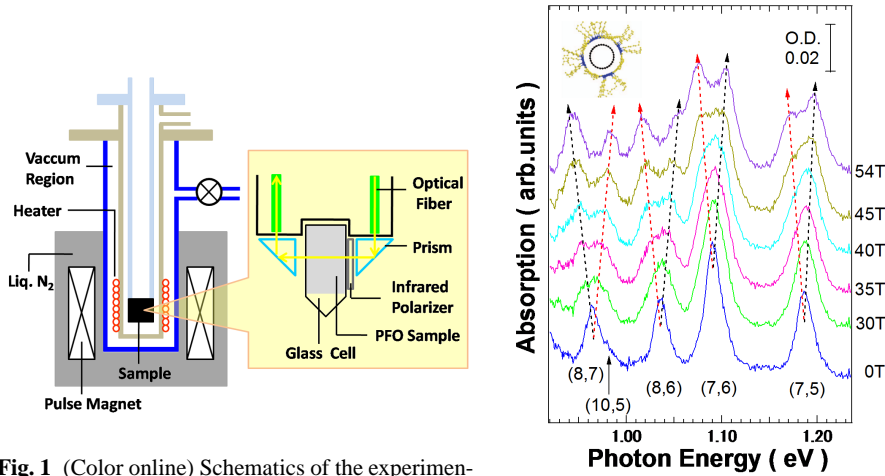 Vaccum
Region
Heater
Liq. N2
Sample
Pulse Magnet
Optical
Fiber
Prism
Infrared
Polarizer
PFO Sample
Glass Cell
Fig. 1 (Color online) Schematics of the experimen-
Absorption ( arb.units )
O.D.
0.02
54T
45T
40T
35T
30T
0T
(8,7)
(10,5)
(8,6)
(7,6)
(7,5)
1.00
1.10
1.20
Photon Energy ( eV )